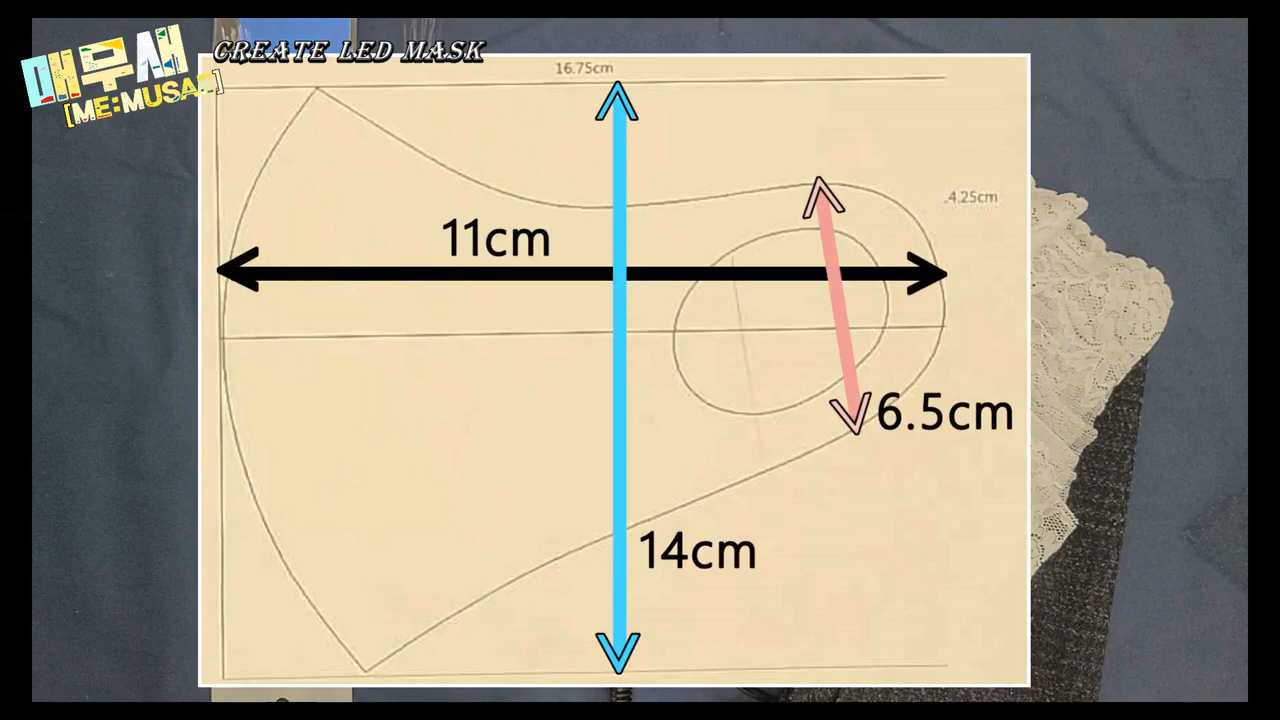 매무새
[ME:MUSAE]
CREATE LED MASK
16.75cm
.4.25cm
11cm
6.5cm
14cm